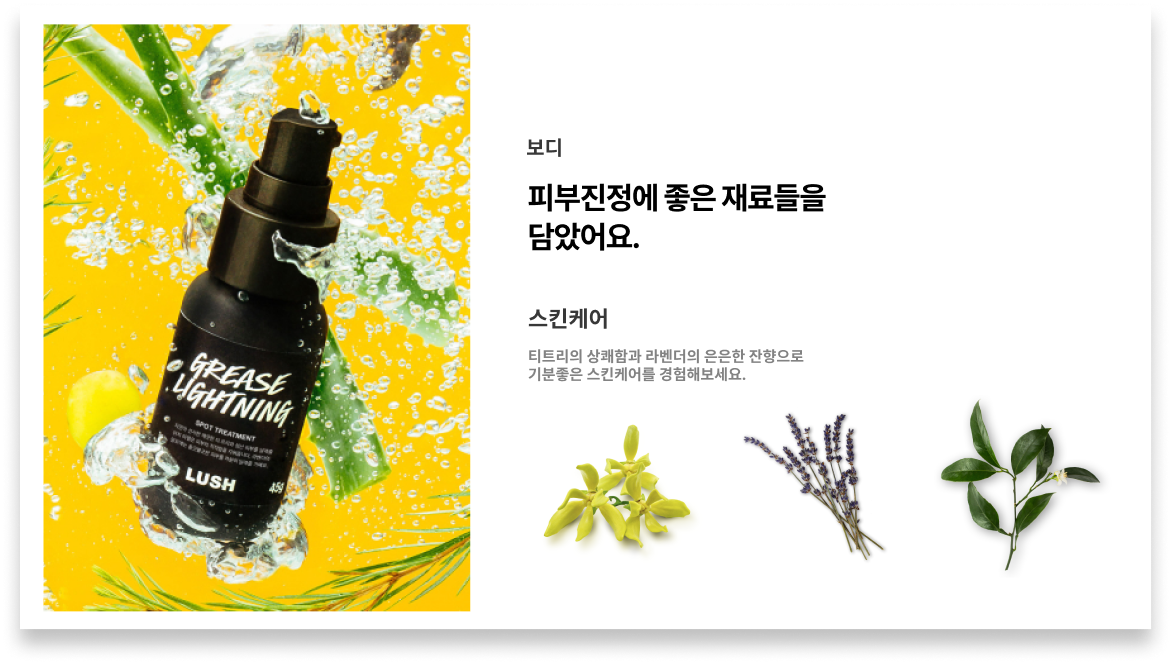 GREASE
LIGHTNING
SPOT TREATMENT
LUSH
45g
보디
피부진정에 좋은 재료들을
담았어요.
스킨케어
티트리의 상쾌함과 라벤더의 은은한 잔향으로
기분좋은 스킨케어를 경험해보세요.